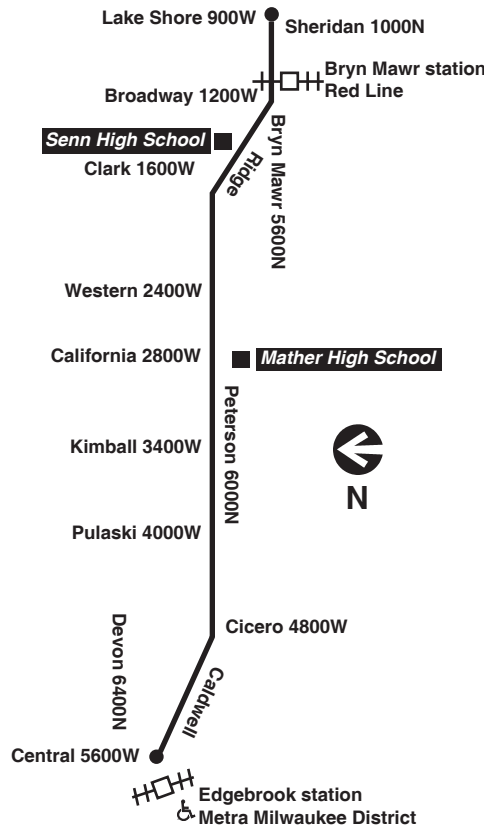 Lake Shore 900W
Sheridan 1000N
Bryn Mawr station
Red Line
Broadway 1200W
Senn High School
Clark 1600W
Ridge
Bryn Mawr 5600N
Western 2400W
California 2800W
Mather High School
Peterson 6000N
Kimball 3400W
N
Pulaski 4000W
Cicero 4800W
Devon 6400N
Caldwell
Central 5600W
Edgebrook station
Metra Milwaukee District